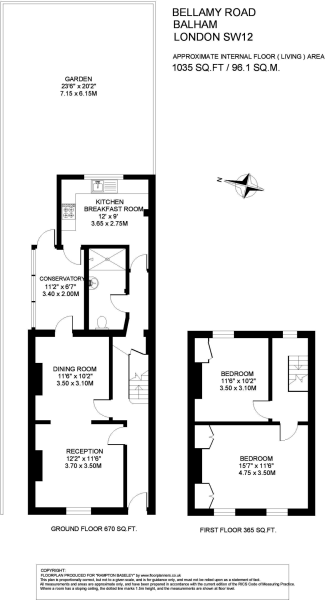 BELLAMY ROAD
BALHAM
LONDON SW12
APPROXIMATE INTERNAL FLOOR ( LIVING ) AREA
1035 SQ.FT / 96.1 SQ.M.
GARDEN
23'6" x 20'2"
7.15 x 6.15M
N
KITCHEN
BREAKFAST ROOM
12' x 9'
3.65 x 2.75M
CONSERVATORY
11'2" x 6'7"
3.40 x 2.00M
DINING ROOM
11'6" x 10'2"
3.50 x 3.10M
RECEPTION
12'2" x 11'6"
3.70 x 3.50M
BEDROOM
11'6" x 10'2"
3.50 x 3.10M
BEDROOM
15'7" x 11'6"
4.75 x 3.50M
GROUND FLOOR 670 SQ.FT.
FIRST FLOOR 365 SQ.FT.
COPYRIGHT:
FLOORPLAN PRODUCED FOR "RAMPTON BASELEY" by www.floorplanners.co.uk
This plan is proportionally correct, but not to a given scale, and is for guidance only, and must not be relied upon as a statement of fact.
All measurements and areas are approximate only, and have been prepared in accordance with the current edition of the RICS Code of Measuring Practice.
Where a room has a sloping ceiling, the dotted line marks 1.5m height, and the measurements are shown at floor level.